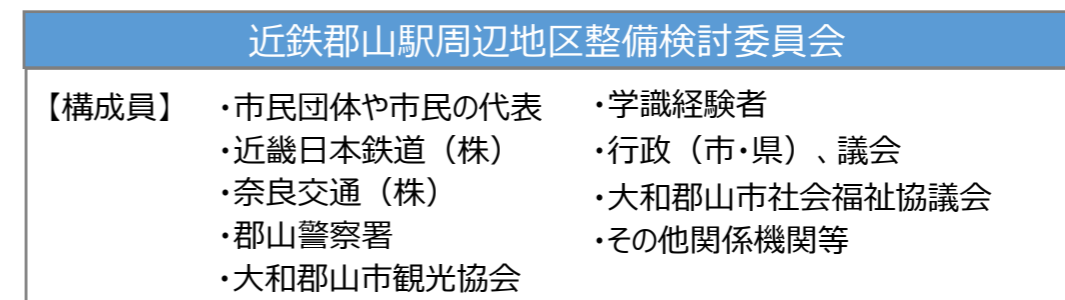 近鉄郡山駅周辺地区整備検討委員会
【構成員】 ・市民団体や市民の代表
・近畿日本鉄道（株）
・奈良交通（株）
・郡山警察署
・大和郡山市観光協会
・学識経験者
・行政（市・県）、議会
・大和郡山市社会福祉協議会
・その他関係機関等